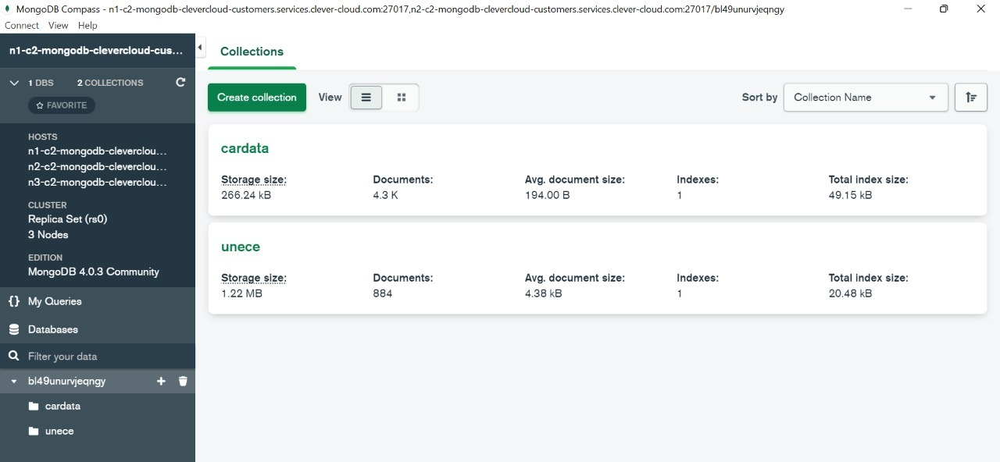 MongoDB Compass - n1-c2-mongodb-clevercloud-customers.services.clever-cloud.com:27017,n2-c2-mongodb-clevercloud-customers.services.clever-cloud.com:27017/bl49unurvjeqngy
Connect View Help
n1-c2-mongodb-clevercloud-cus...
1 DBS 2 COLLECTIONS
FAVORITE
HOSTS
n1-c2-mongodb-cleverclou...
n2-c2-mongodb-cleverclou...
n3-c2-mongodb-cleverclou...
CLUSTER
Replica Set (rs0)
3 Nodes
EDITION
MongoDB 4.0.3 Community
{} My Queries
Databases
Filter your data
bl49unurvjeqngy
cardata
unece
Collections
Create collection View Sort by Collection Name
cardata
Storage size: Documents: Avg. document size: Indexes: Total index size:
266.24 kB 4.3 K 194.00 B 1 49.15 kB
unece
Storage size: Documents: Avg. document size: Indexes: Total index size:
1.22 MB 884 4.38 kB 1 20.48 kB